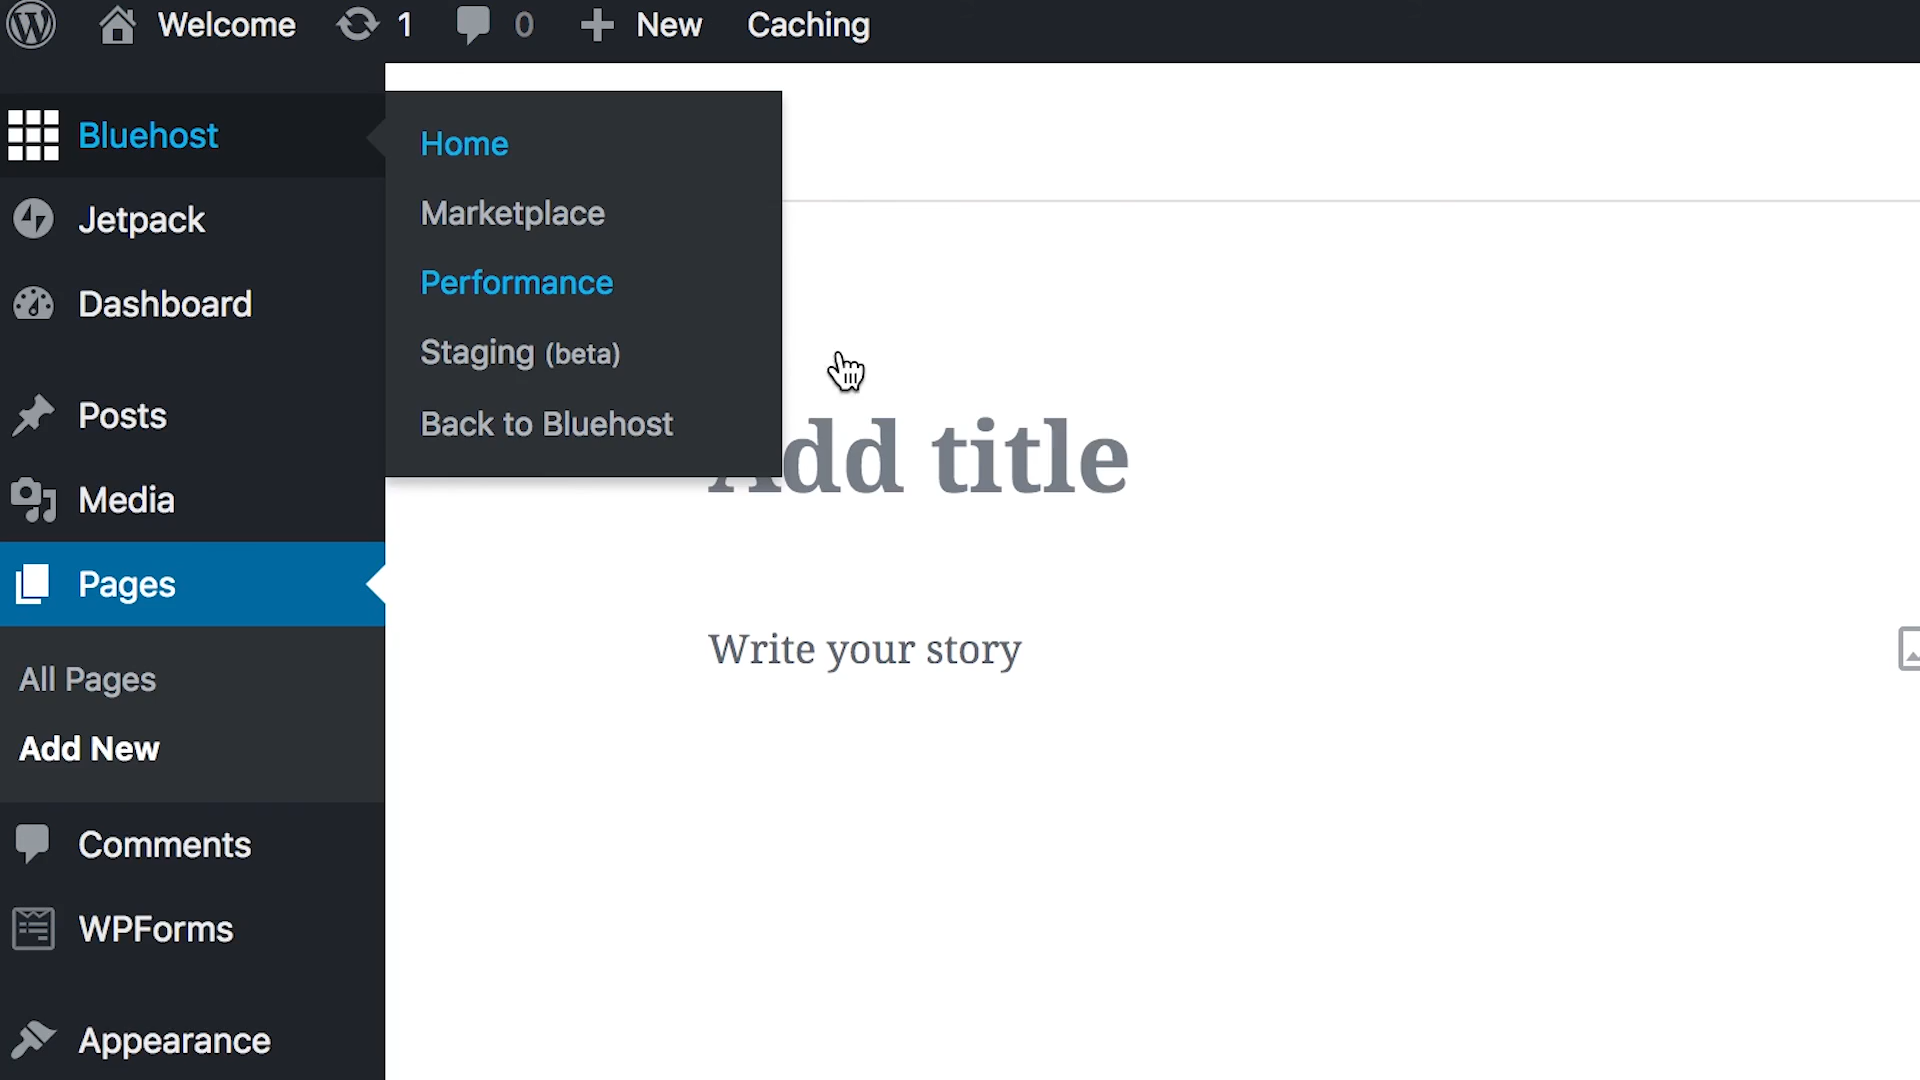 Welcome 1 0 New Caching
Bluehost
Jetpack
Dashboard
Posts
Media
Pages
All Pages
Add New
Comments
WPForms
Appearance
Home
Marketplace
Performance
Staging (beta)
Back to Bluehost
Add title
Write your story